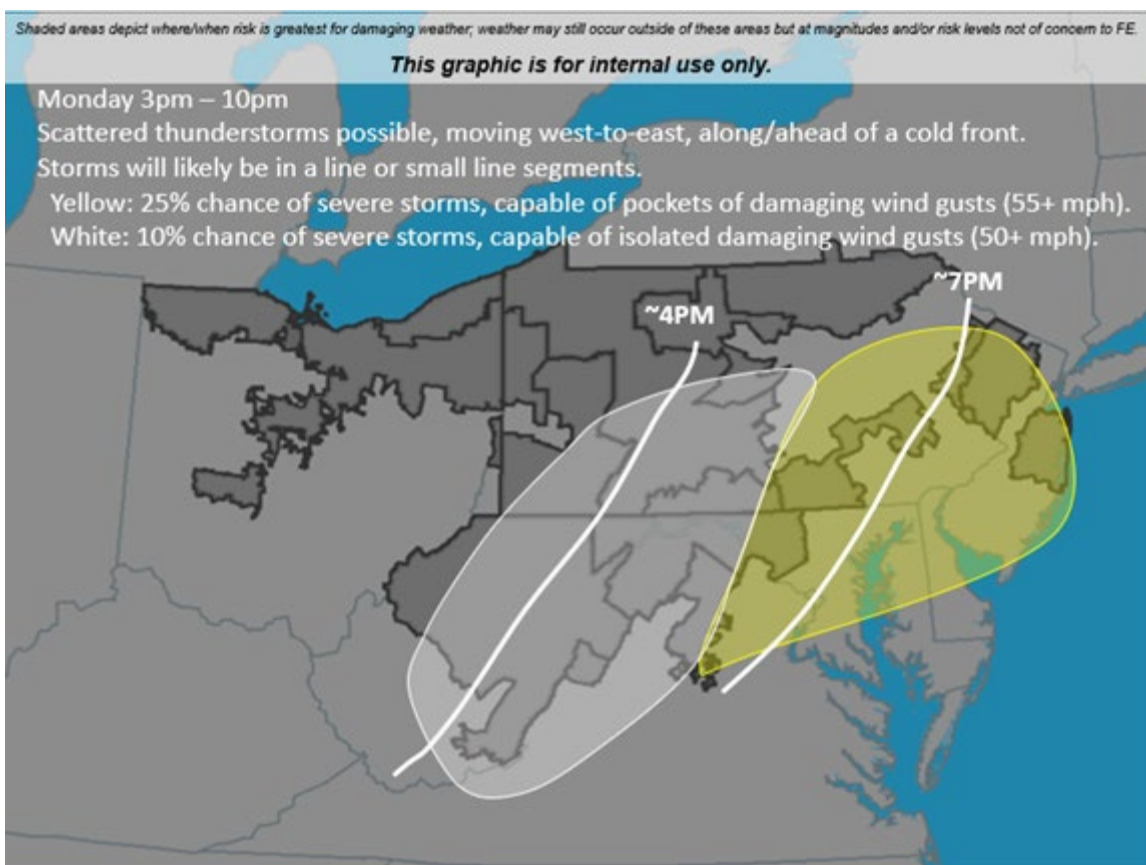 Shaded areas depict where/when risk is greatest for damaging weather; weather may still occur outside of these areas but at magnitudes and/or risk levels not of concern to FE.
This graphic is for internal use only.
Monday 3pm – 10pm
Scattered thunderstorms possible, moving west-to-east, along/ahead of a cold front.
Storms will likely be in a line or small line segments.
Yellow: 25% chance of severe storms, capable of pockets of damaging wind gusts (55+ mph).
White: 10% chance of severe storms, capable of isolated damaging wind gusts (50+ mph).
~7PM
~4PM